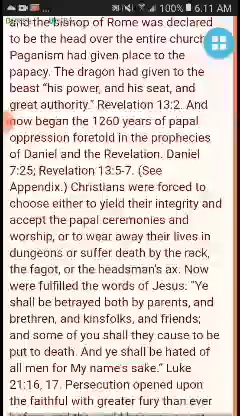 100% 6:11 AM
and the bishop of Rome was declared
to be the head over the entire church.
Paganism had given place to the
papacy. The dragon had given to the
beast "his power, and his seat, and
great authority." Revelation 13:2. And
now began the 1260 years of papal
oppression foretold in the prophecies
of Daniel and the Revelation. Daniel
7:25; Revelation 13:5-7. (See
Appendix.) Christians were forced to
choose either to yield their integrity and
accept the papal ceremonies and
worship, or to wear away their lives in
dungeons or suffer death by the rack,
the fagot, or the headsman's ax. Now
were fulfilled the words of Jesus: "Ye
shall be betrayed both by parents, and
brethren, and kinsfolks, and friends;
and some of you shall they cause to be
put to death. And ye shall be hated of
all men for My name's sake." Luke
21:16, 17. Persecution opened upon
the faithful with greater fury than ever